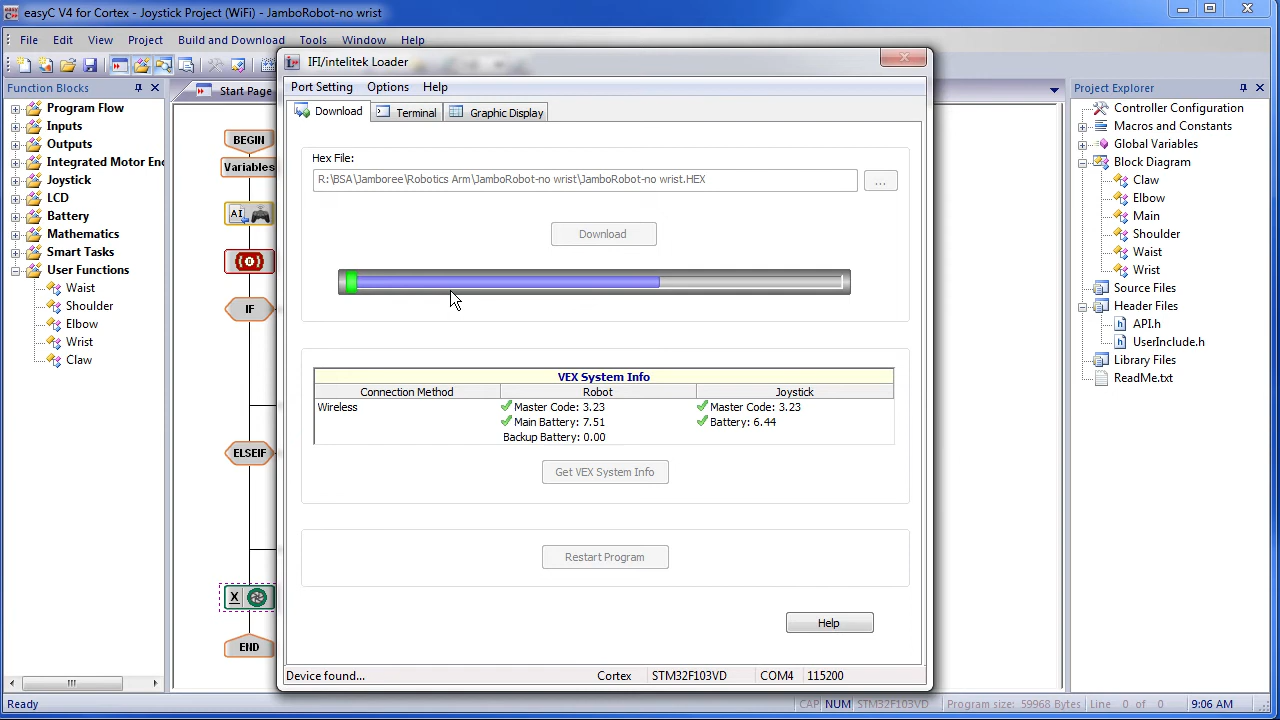 easyC V4 for Cortex - Joystick Project (WiFi) - JamboRobot-no wrist
File Edit View Project Build and Download Tools Window Help
Function Blocks
Program Flow
Inputs
Outputs
Integrated Motor Enc
Joystick
LCD
Battery
Mathematics
Smart Tasks
User Functions
Waist
Shoulder
Elbow
Wrist
Claw
Start Page
BEGIN
Variables
AI
IF
ELSEIF
X
END
IFI/intelitek Loader
Port Setting Options Help
Download Terminal Graphic Display
Hex File:
R:\BSA\Jamboree\Robotics Arm\JamboRobot-no wrist\JamboRobot-no wrist.HEX
...
Download
VEX System Info
Connection Method Robot Joystick
Wireless Master Code: 3.23 Master Code: 3.23
Main Battery: 7.51 Battery: 6.44
Backup Battery: 0.00
Get VEX System Info
Restart Program
Help
Device found... Cortex STM32F103VD COM4 115200
Project Explorer
Controller Configuration
Macros and Constants
Global Variables
Block Diagram
Claw
Elbow
Main
Shoulder
Waist
Wrist
Source Files
Header Files
API.h
UserInclude.h
Library Files
ReadMe.txt
Ready CAP NUM STM32F103VD Program size: 59968 Bytes Line 0 of 0 9:06 AM